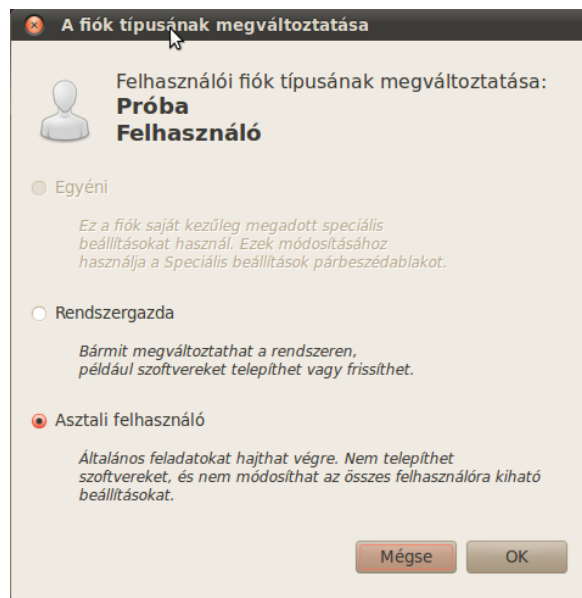 A fiók típusának megváltoztatása
Felhasználói fiók típusának megváltoztatása:
Próba
Felhasználó
Egyéni
Ez a fiók saját kezűleg megadott speciális
beállításokat használ. Ezek módosításához
használja a Speciális beállítások párbeszédablakot.
Rendszergazda
Bármit megváltoztathat a rendszeren,
például szoftvereket telepíthet vagy frissíthet.
Asztali felhasználó
Általános feladatokat hajthat végre. Nem telepíthet
szoftvereket, és nem módosíthat az összes felhasználóra kiható
beállításokat.
Mégse OK